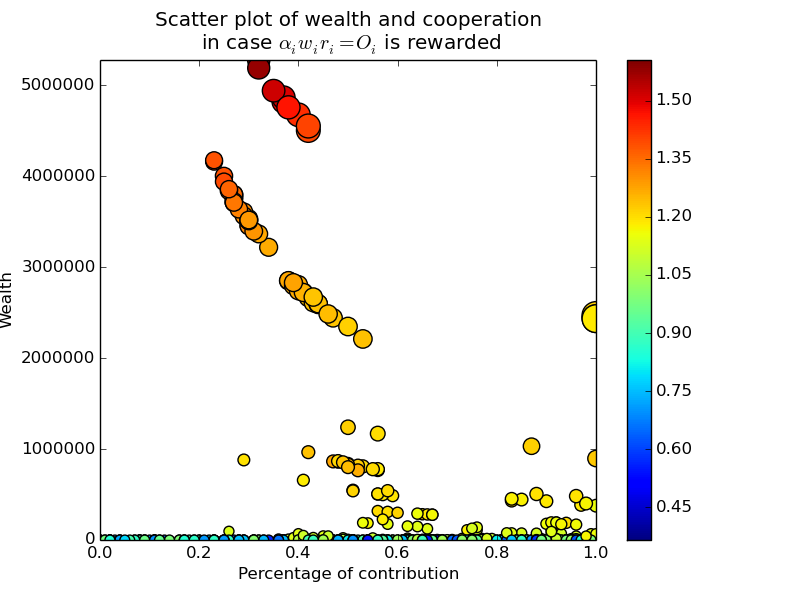 Scatter plot of wealth and cooperation
in case αᵢwᵢrᵢ=Oᵢ is rewarded
5000000
4000000
3000000
2000000
1000000
0
Wealth
0.0 0.2 0.4 0.6 0.8 1.0
Percentage of contribution
1.50
1.35
1.20
1.05
0.90
0.75
0.60
0.45